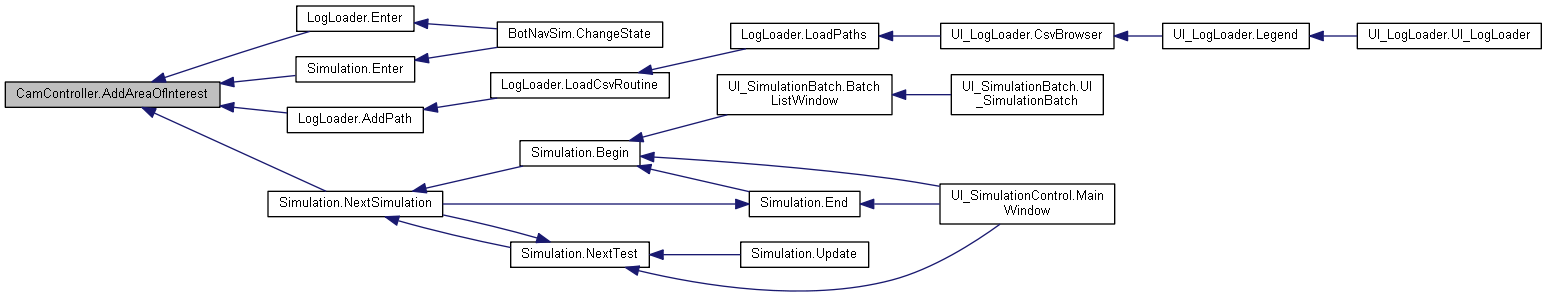 CamController.AddAreaOfInterest
LogLoader.Enter
BotNavSim.ChangeState
Simulation.Enter
LogLoader.AddPath
LogLoader.LoadCsvRoutine
LogLoader.LoadPaths
UI_LogLoader.CsvBrowser
UI_LogLoader.Legend
UI_LogLoader.UI_LogLoader
Simulation.NextSimulation
Simulation.Begin
UI_SimulationBatch.Batch
ListWindow
UI_SimulationBatch.UI
_SimulationBatch
Simulation.End
UI_SimulationControl.Main
Window
Simulation.NextTest
Simulation.Update